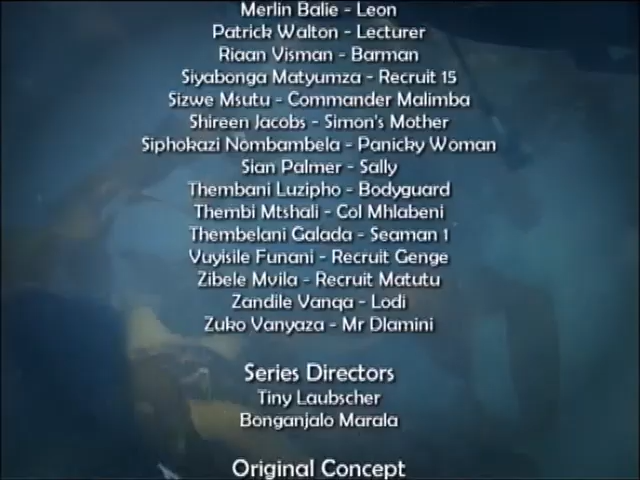 Merlin Balie - Leon
Patrick Walton - Lecturer
Riaan Visman - Barman
Siyabonga Matyumza - Recruit 15
Sizwe Msutu - Commander Malimba
Shireen Jacobs - Simon's Mother
Siphokazi Nombambela - Panicky Woman
Sian Palmer - Sally
Thembani Luzipho - Bodyguard
Thembi Mtshali - Col Mhlabeni
Thembelani Galada - Seaman 1
Vuyisile Funani - Recruit Genge
Zibele Mvila - Recruit Matutu
Zandile Vanqa - Lodi
Zuko Vanyaza - Mr Dlamini
Series Directors
Tiny Laubscher
Bonganjalo Marala
Original Concept